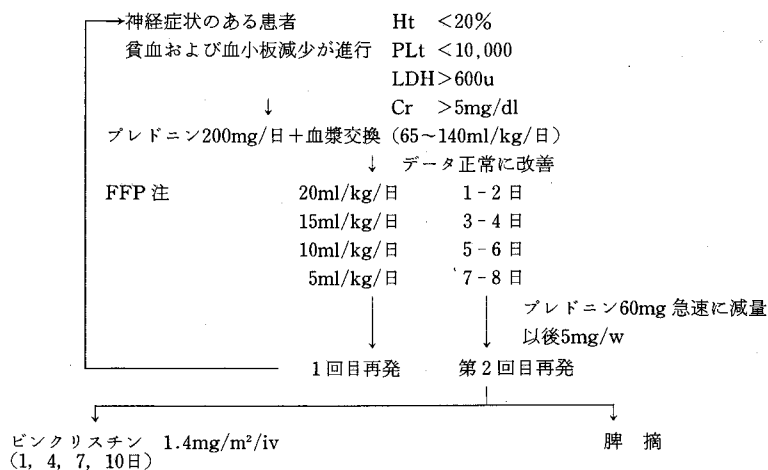 神経症状のある患者 Ht <20%
貧血および血小板減少が進行 PLt <10,000
LDH>600u
Cr >5mg/dl
プレドニン200mg/日+血漿交換(65~140ml/kg/日)
データ正常に改善
FFP注 20ml/kg/日 1-2日
15ml/kg/日 3-4日
10ml/kg/日 5-6日
5ml/kg/日 7-8日
プレドニン60mg 急速に減量
以後5mg/w
1回目再発 第2回目再発
ビンクリスチン 1.4mg/m²/iv 脾摘
(1, 4, 7, 10日)